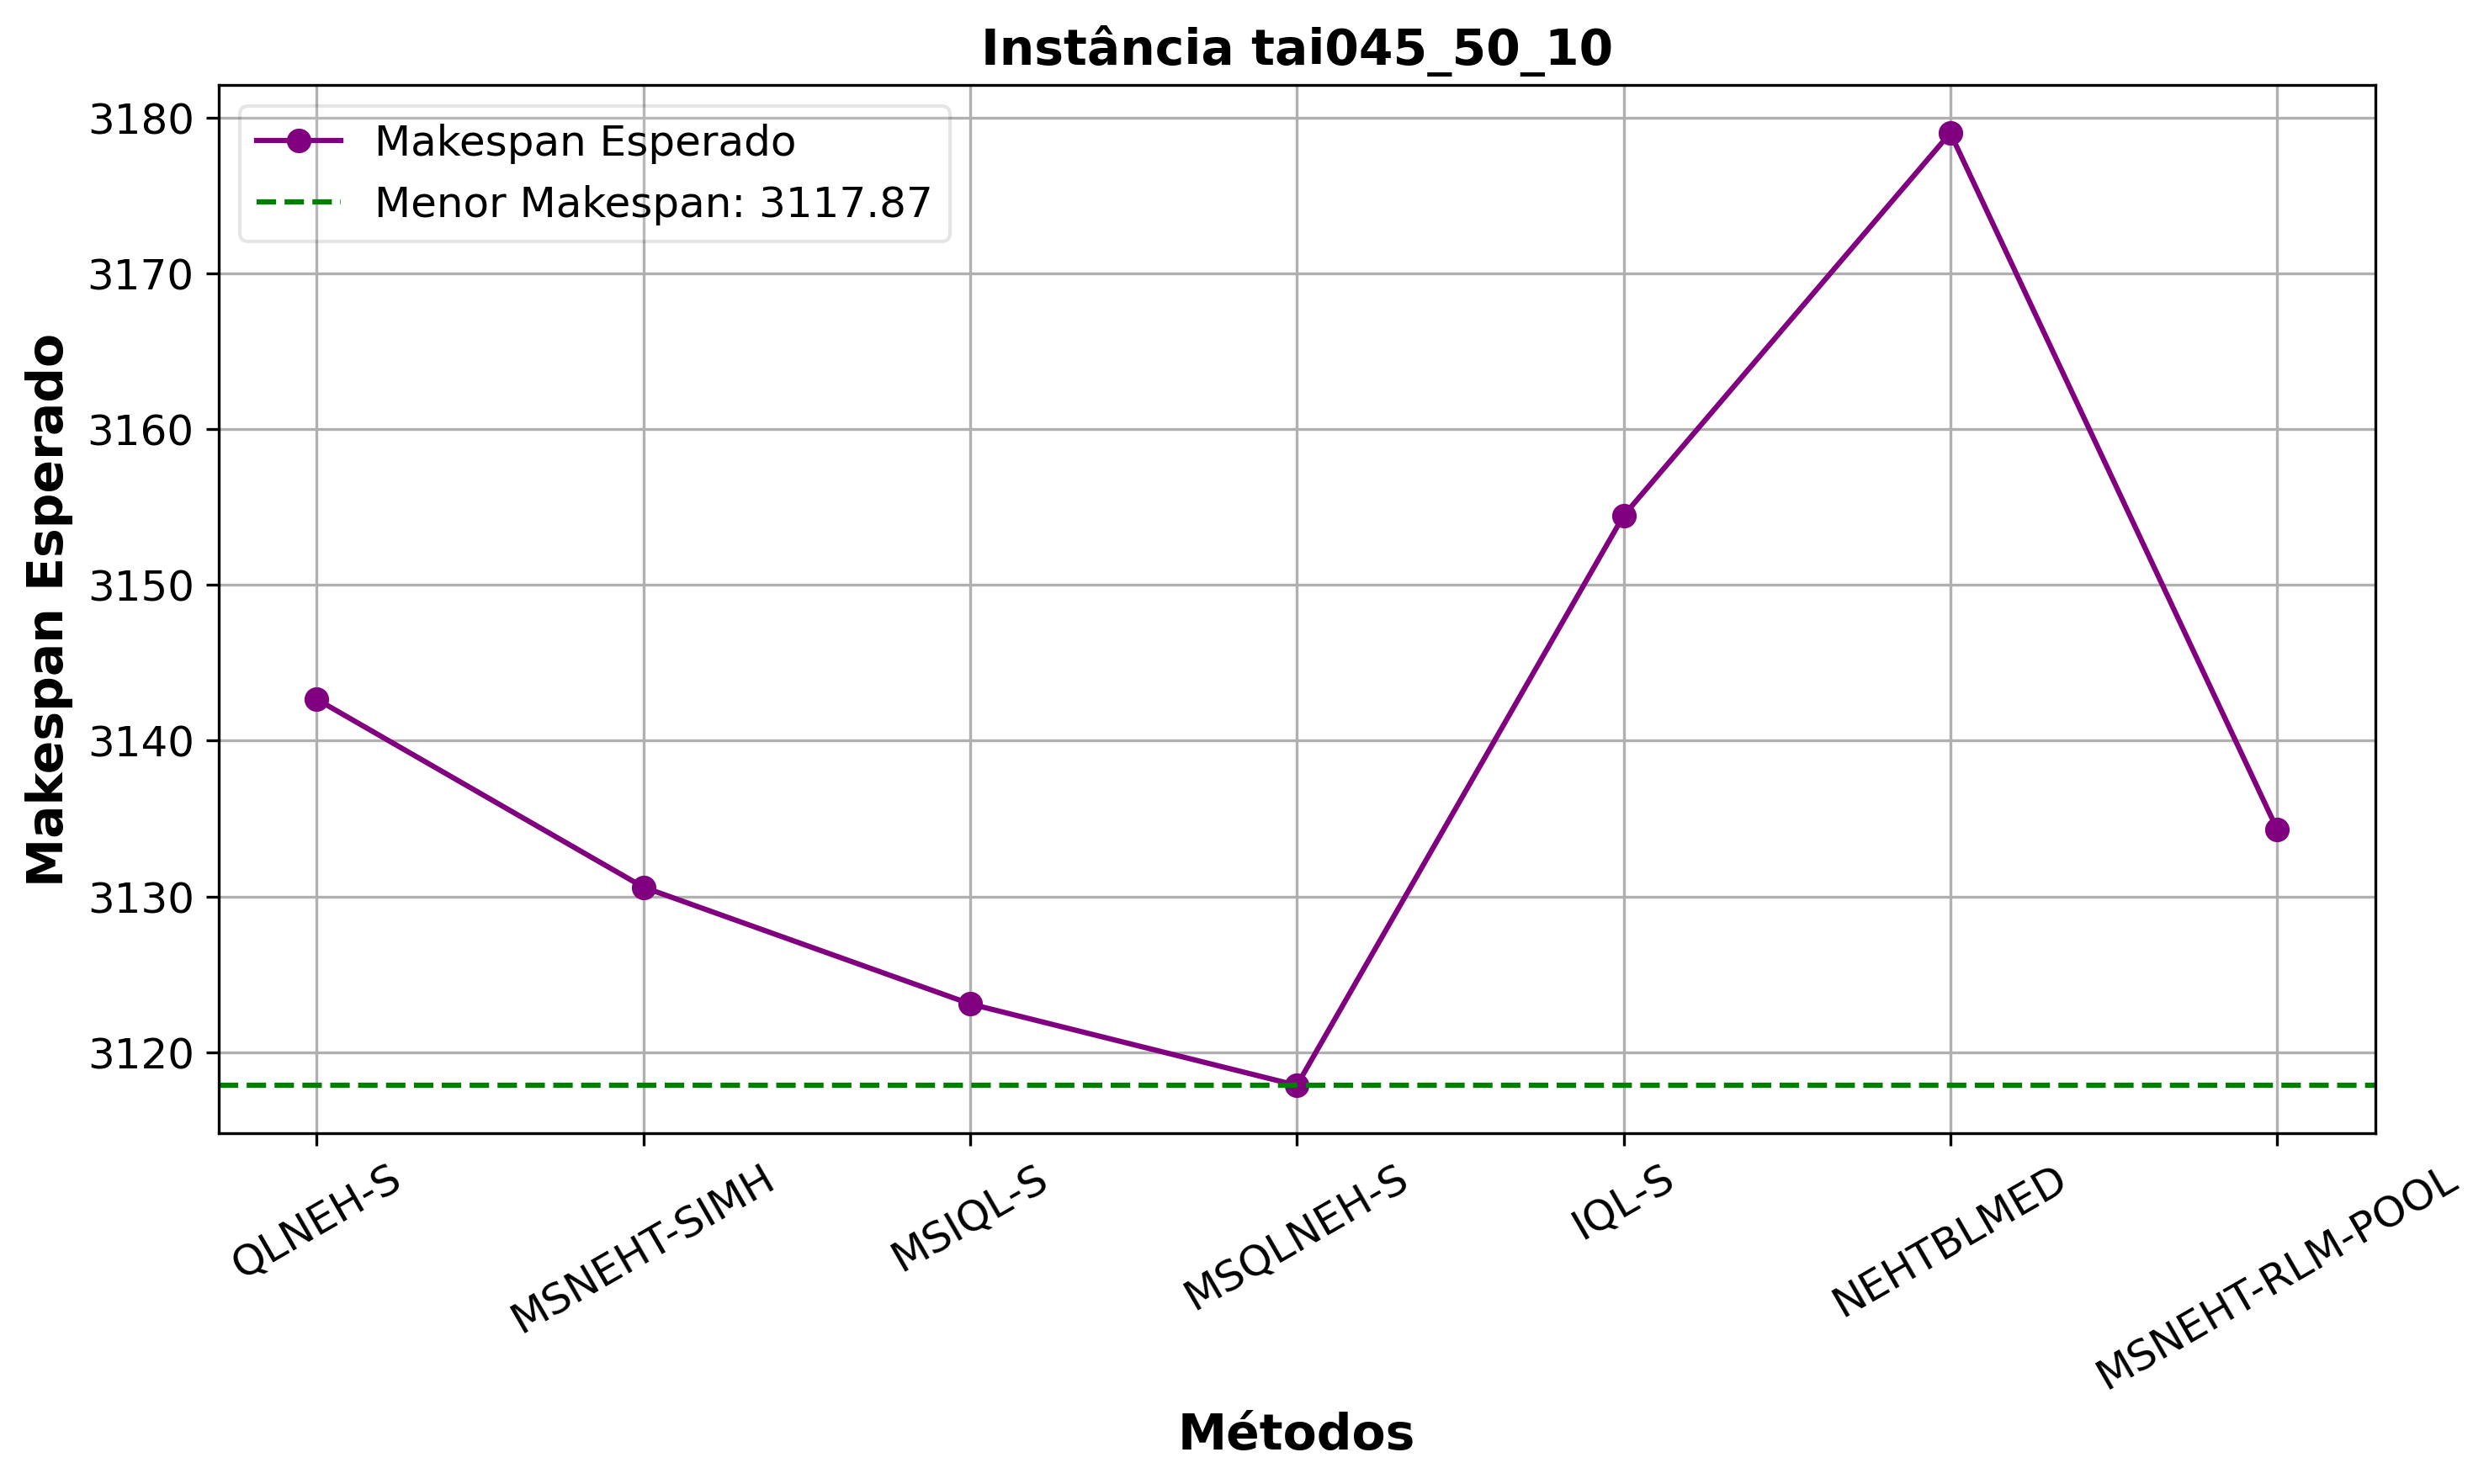 Instância tai045_50_10
Makespan Esperado
Menor Makespan: 3117.87
Makespan Esperado
3180
3170
3160
3150
3140
3130
3120
QLNEH-S
MSNEHT-SIMH
MSIQL-S
MSQLNEH-S
IQL-S
NEHTBLMED
MSNEHT-RLM-POOL
Métodos